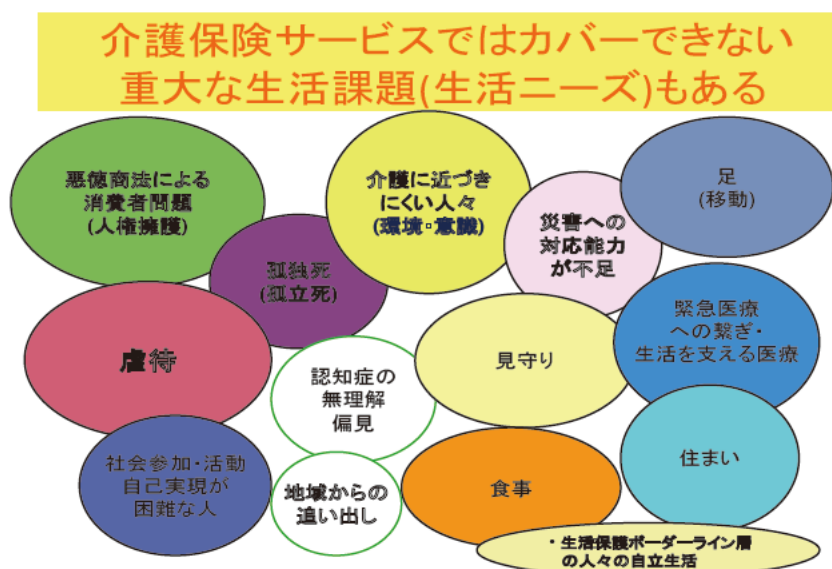 介護保険サービスではカバーできない
重大な生活課題(生活ニーズ)もある
悪徳商法による
消費者問題
(人権擁護)
介護に近づき
にくい人々
(環境・意識)
足
(移動)
災害への
対応能力
が不足
孤独死
(孤立死)
緊急医療
への繋ぎ・
生活を支える医療
虐待
見守り
認知症の
無理解
偏見
住まい
社会参加・活動
自己実現が
困難な人
地域からの
追い出し
食事
・生活保護ボーダーライン層
の人々の自立生活